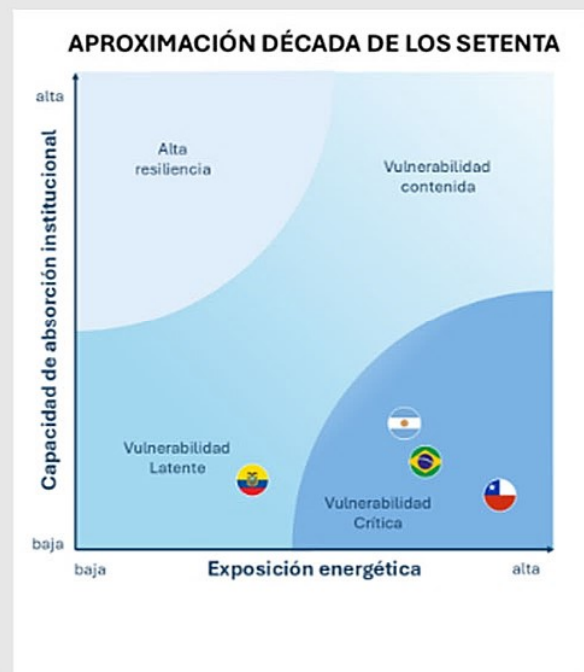 APROXIMACIÓN DÉCADA DE LOS SETENTA
alta
Capacidad de absorción institucional
Alta
resiliencia
Vulnerabilidad
contenida
Vulnerabilidad
Latente
Vulnerabilidad
Crítica
baja
baja
Exposición energética
alta